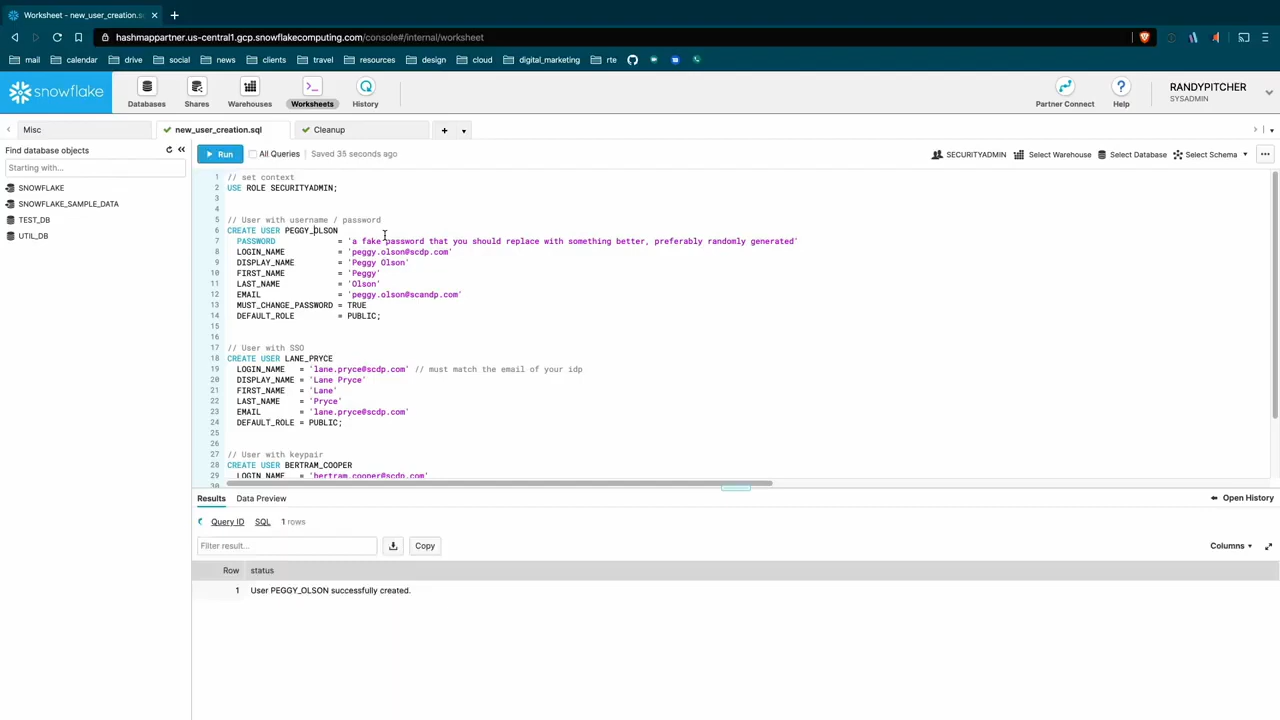 Worksheet - new_user_creation.s
hashmappartner.us-central1.gcp.snowflakecomputing.com/console#/internal/worksheet
mail calendar drive social news clients travel resources design cloud digital_marketing rte
snowflake
Databases Shares Warehouses Worksheets History Partner Connect Help
RANDYPITCHER
SYSADMIN
Misc new_user_creation.sql Cleanup
Find database objects
Starting with...
SNOWFLAKE
SNOWFLAKE_SAMPLE_DATA
TEST_DB
UTIL_DB
Run All Queries Saved 35 seconds ago SECURITYADMIN Select Warehouse Select Database Select Schema
1 // set context
2 USE ROLE SECURITYADMIN;
3
4
5 // User with username / password
6 CREATE USER PEGGY_OLSON
7 PASSWORD = 'a fake password that you should replace with something better, preferably randomly generated'
8 LOGIN_NAME = 'peggy.olson@scdp.com'
9 DISPLAY_NAME = 'Peggy Olson'
10 FIRST_NAME = 'Peggy'
11 LAST_NAME = 'Olson'
12 EMAIL = 'peggy.olson@scandp.com'
13 MUST_CHANGE_PASSWORD = TRUE
14 DEFAULT_ROLE = PUBLIC;
15
16
17 // User with SSO
18 CREATE USER LANE_PRYCE
19 LOGIN_NAME = 'lane.pryce@scdp.com' // must match the email of your idp
20 DISPLAY_NAME = 'Lane Pryce'
21 FIRST_NAME = 'Lane'
22 LAST_NAME = 'Pryce'
23 EMAIL = 'lane.pryce@scdp.com'
24 DEFAULT_ROLE = PUBLIC;
25
26
27 // User with keypair
28 CREATE USER BERTRAM_COOPER
29 LOGIN_NAME = 'bertram.cooper@scdp.com'
30
Results Data Preview Open History
Query ID SQL 1 rows
Filter result... Copy Columns
Row status
1 User PEGGY_OLSON successfully created.